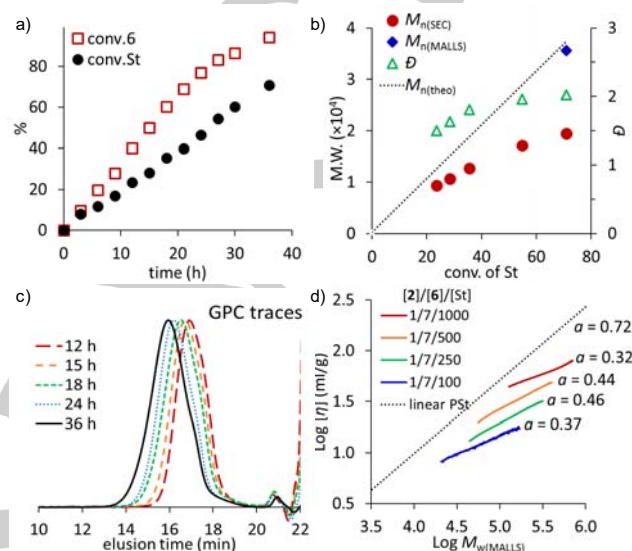 a)
conv.6
conv.St
%
80
60
40
20
0
0 10 20 30 40
time (h)
b)
Mn(SEC)
Mn(MALLS)
Đ
Mn(theo)
M.W. (×10⁴)
4
3
2
1
0
3
2
1
0
Đ
0 20 40 60 80
conv. of St
c)
GPC traces
12 h
15 h
18 h
24 h
36 h
10 12 14 16 18 20 22
elusion time (min)
d)
[2]/[6]/[St]
1/7/1000
1/7/500
1/7/250
1/7/100
linear PSt
a = 0.72
a = 0.32
a = 0.44
a = 0.46
a = 0.37
Log [η] (ml/g)
2.5
2.0
1.5
1.0
0.5
3.5 4.0 4.5 5.0 5.5 6.0
Log Mw(MALLS)